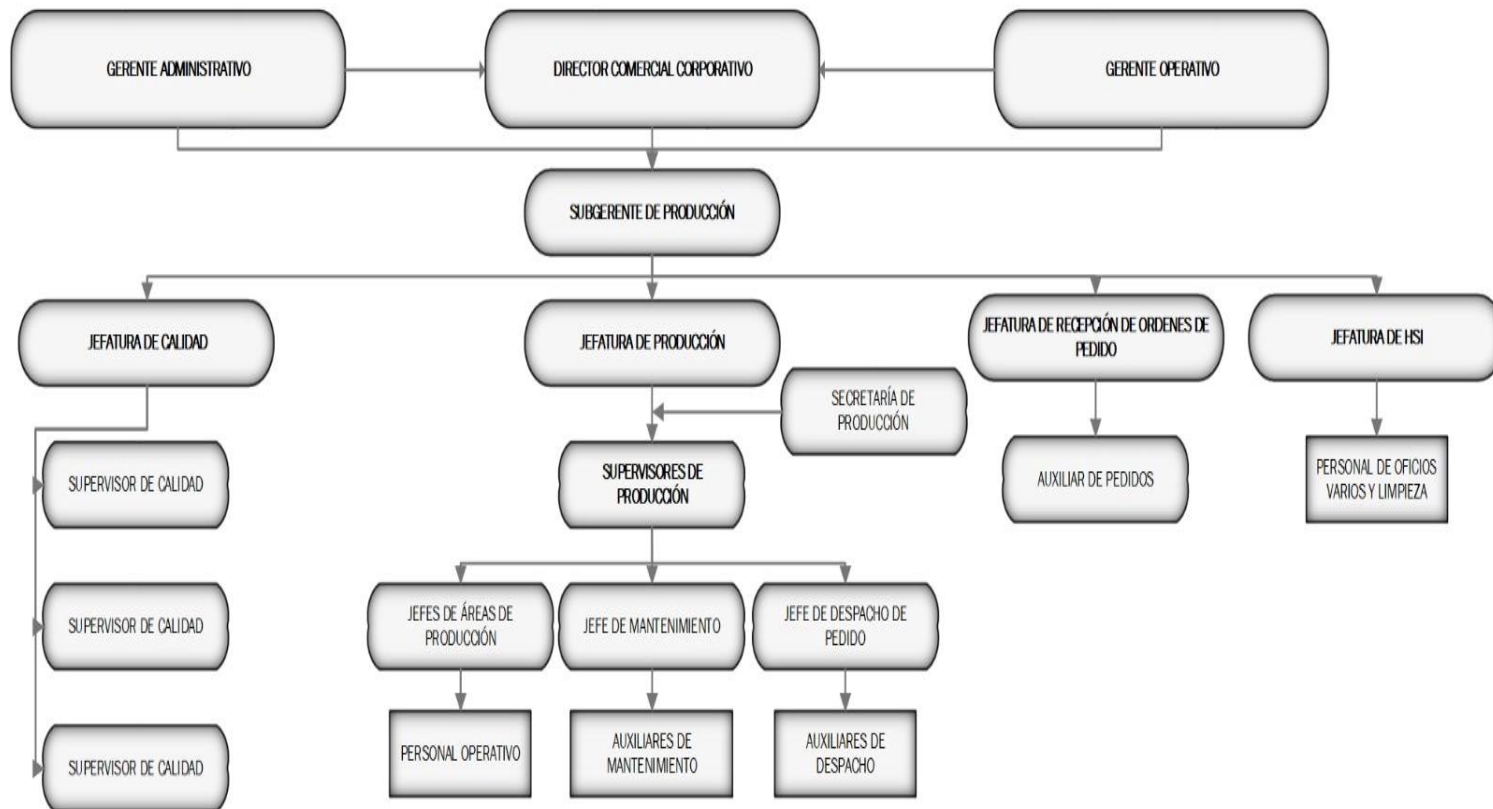 GERENTE ADMINISTRATIVO
DIRECTOR COMERCIAL CORPORATIVO
GERENTE OPERATIVO
SUBGERENTE DE PRODUCCIÓN
JEFATURA DE CALIDAD
JEFATURA DE PRODUCCIÓN
JEFATURA DE RECEPCIÓN DE ORDENES DE
PEDIDO
JEFATURA DE HSI
SECRETARÍA DE
PRODUCCIÓN
SUPERVISOR DE CALIDAD
SUPERVISORES DE
PRODUCCIÓN
AUXILIAR DE PEDIDOS
PERSONAL DE OFICIOS
VARIOS Y LIMPIEZA
SUPERVISOR DE CALIDAD
JEFES DE ÁREAS DE
PRODUCCIÓN
JEFE DE MANTENIMIENTO
JEFE DE DESPACHO DE
PEDIDO
SUPERVISOR DE CALIDAD
PERSONAL OPERATIVO
AUXILIARES DE
MANTENIMIENTO
AUXILIARES DE
DESPACHO